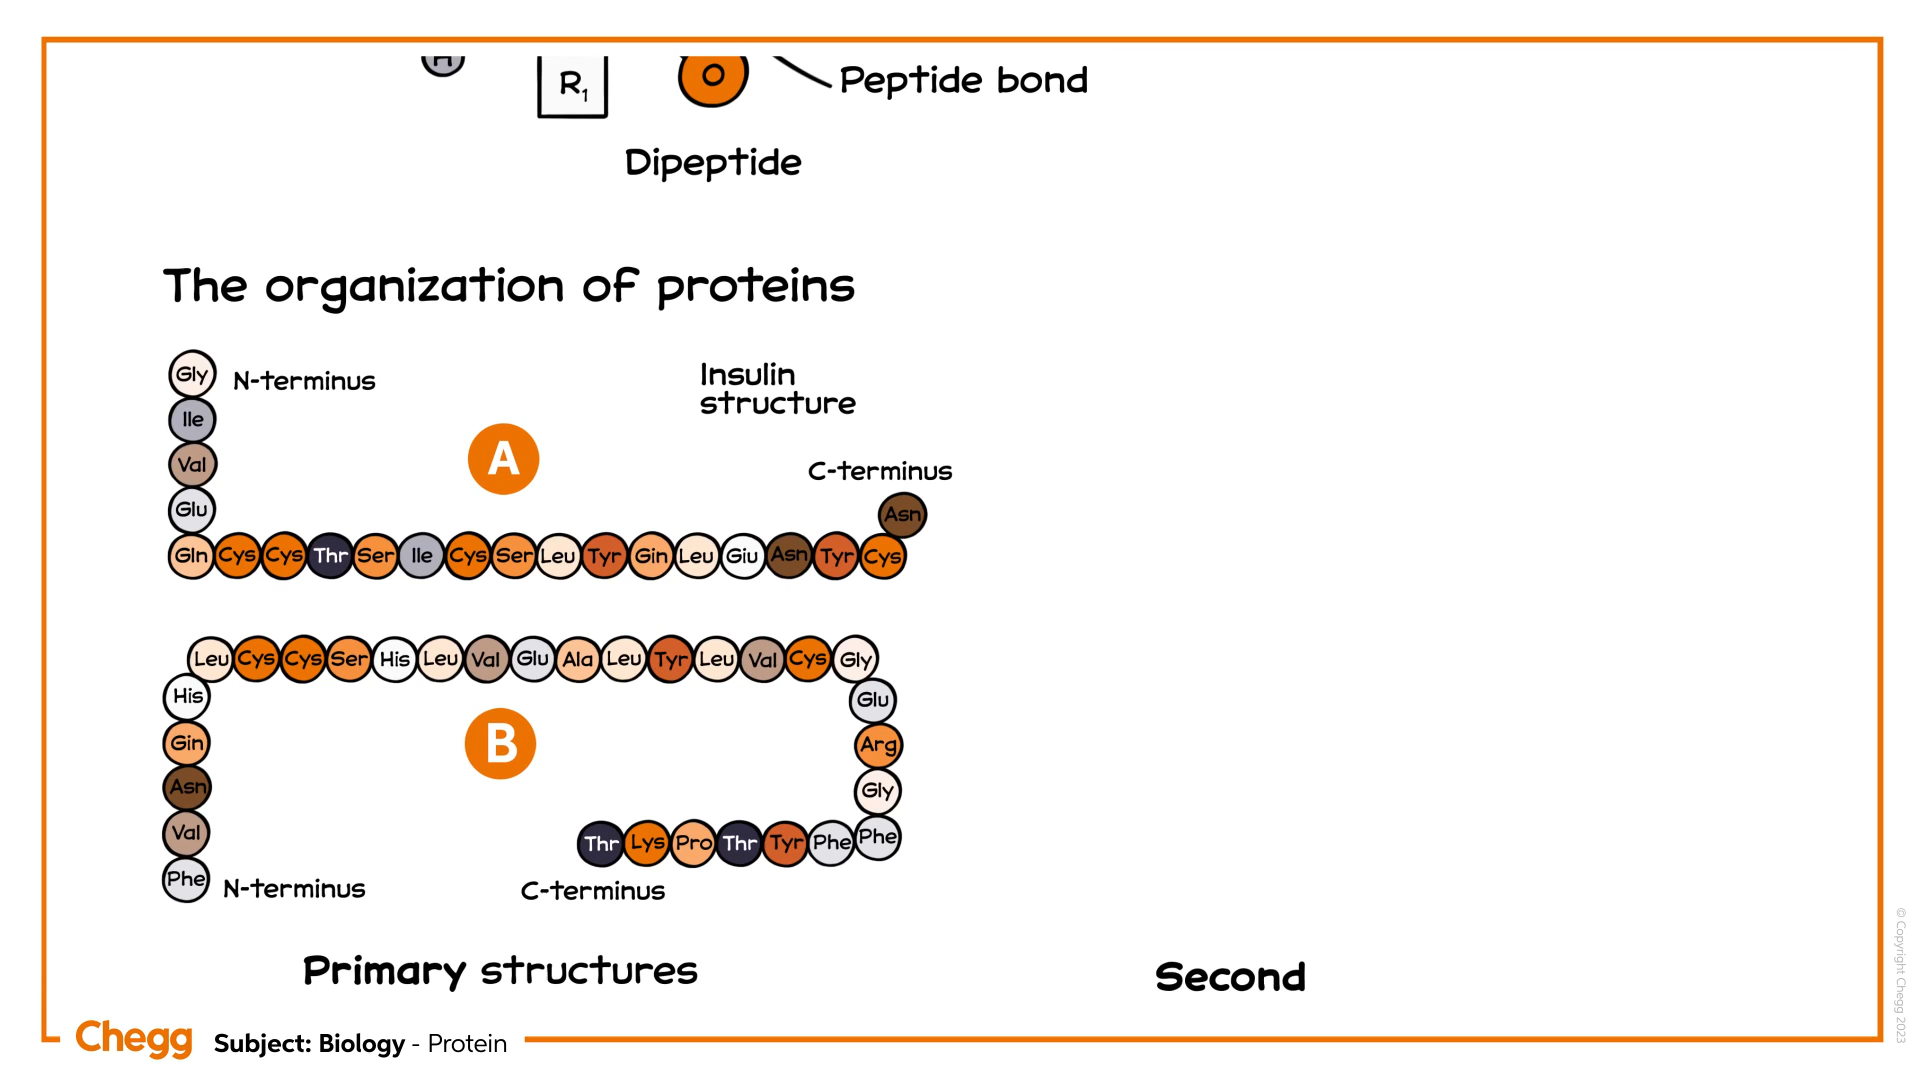 H
R1
O
Peptide bond
Dipeptide
The organization of proteins
Gly N-terminus
Insulin
structure
Ile
Val
C-terminus
Glu
Asn
Gln Cys Cys Thr Ser Ile Cys Ser Leu Tyr Gin Leu Giu Asn Tyr Cys
A
Leu Cys Cys Ser His Leu Val Glu Ala Leu Tyr Leu Val Cys Gly
His
Glu
Gin
B
Arg
Asn
Gly
Val
Thr Lys Pro Thr Tyr Phe Phe
Phe N-terminus
C-terminus
Primary structures
Second
Chegg Subject: Biology - Protein
© Copyright Chegg 2023